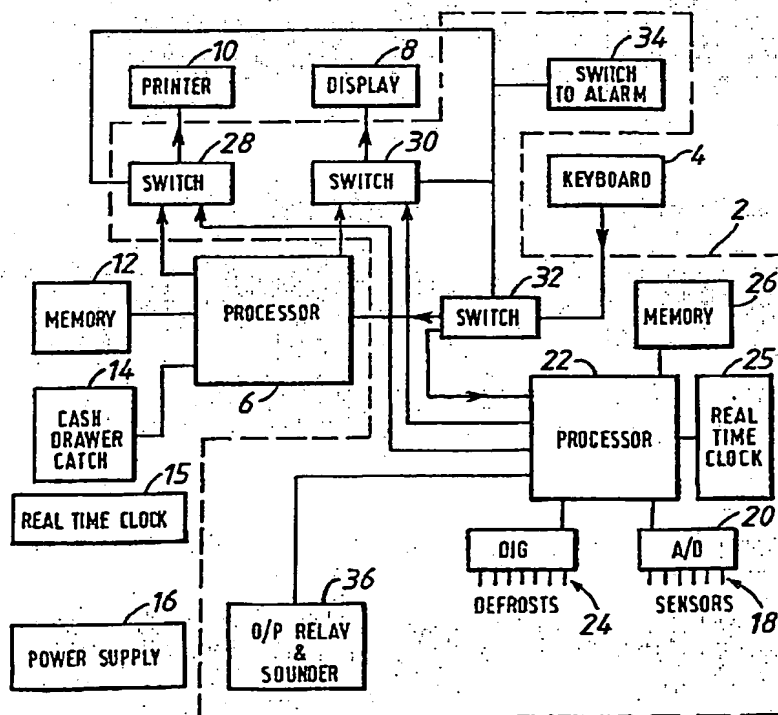 10
8
34
PRINTER
DISPLAY
SWITCH
TO ALARM
28
30
4
SWITCH
SWITCH
KEYBOARD
2
12
32
26
MEMORY
PROCESSOR
SWITCH
MEMORY
14
6
22
25
CASH
DRAWER
CATCH
PROCESSOR
REAL
TIME
CLOCK
15
REAL TIME CLOCK
20
DIG
A/D
36
DEFROSTS
24
SENSORS
18
16
O/P RELAY
&
SOUNDER
POWER SUPPLY